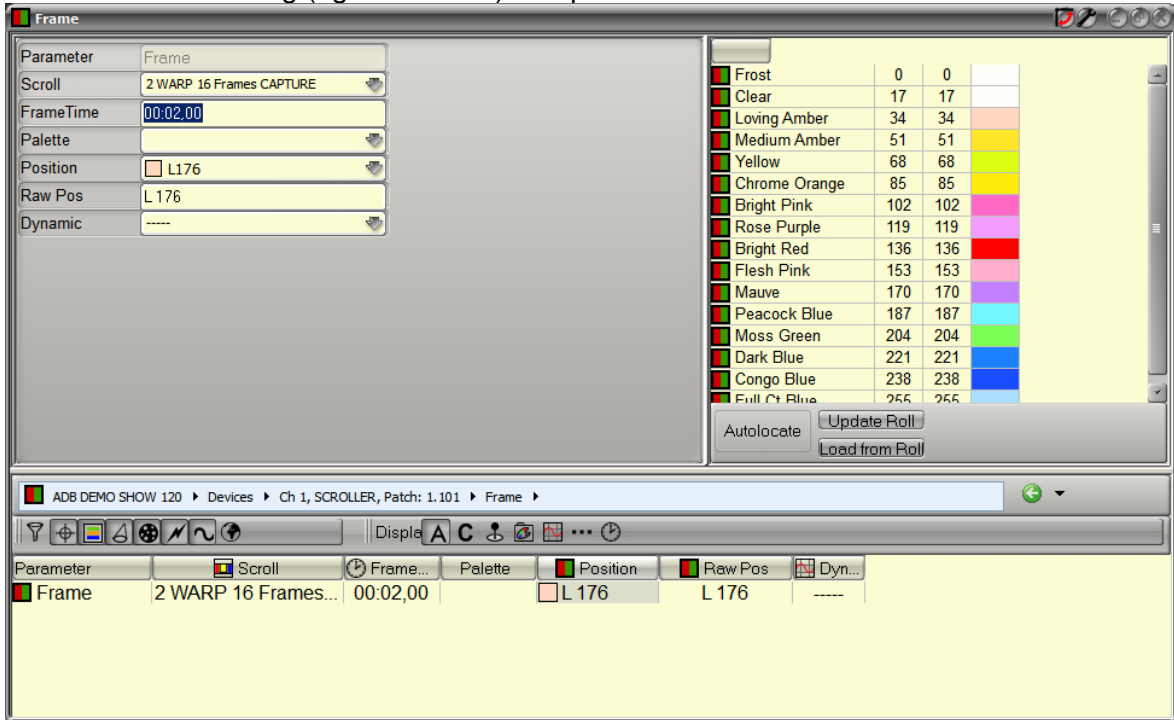 Frame
Parameter Frame
Scroll 2 WARP 16 Frames CAPTURE
FrameTime 00:02,00
Palette
Position L176
Raw Pos L 176
Dynamic -----
Frost 0 0
Clear 17 17
Loving Amber 34 34
Medium Amber 51 51
Yellow 68 68
Chrome Orange 85 85
Bright Pink 102 102
Rose Purple 119 119
Bright Red 136 136
Flesh Pink 153 153
Mauve 170 170
Peacock Blue 187 187
Moss Green 204 204
Dark Blue 221 221
Congo Blue 238 238
Full Ct Blue 255 255
Autolocate
Update Roll
Load from Roll
ADB DEMO SHOW 120 Devices Ch 1, SCROLLER, Patch: 1.101 Frame
Displa A C
Parameter Scroll Frame... Palette Position Raw Pos Dyn...
Frame 2 WARP 16 Frames... 00:02,00 L 176 L 176 -----